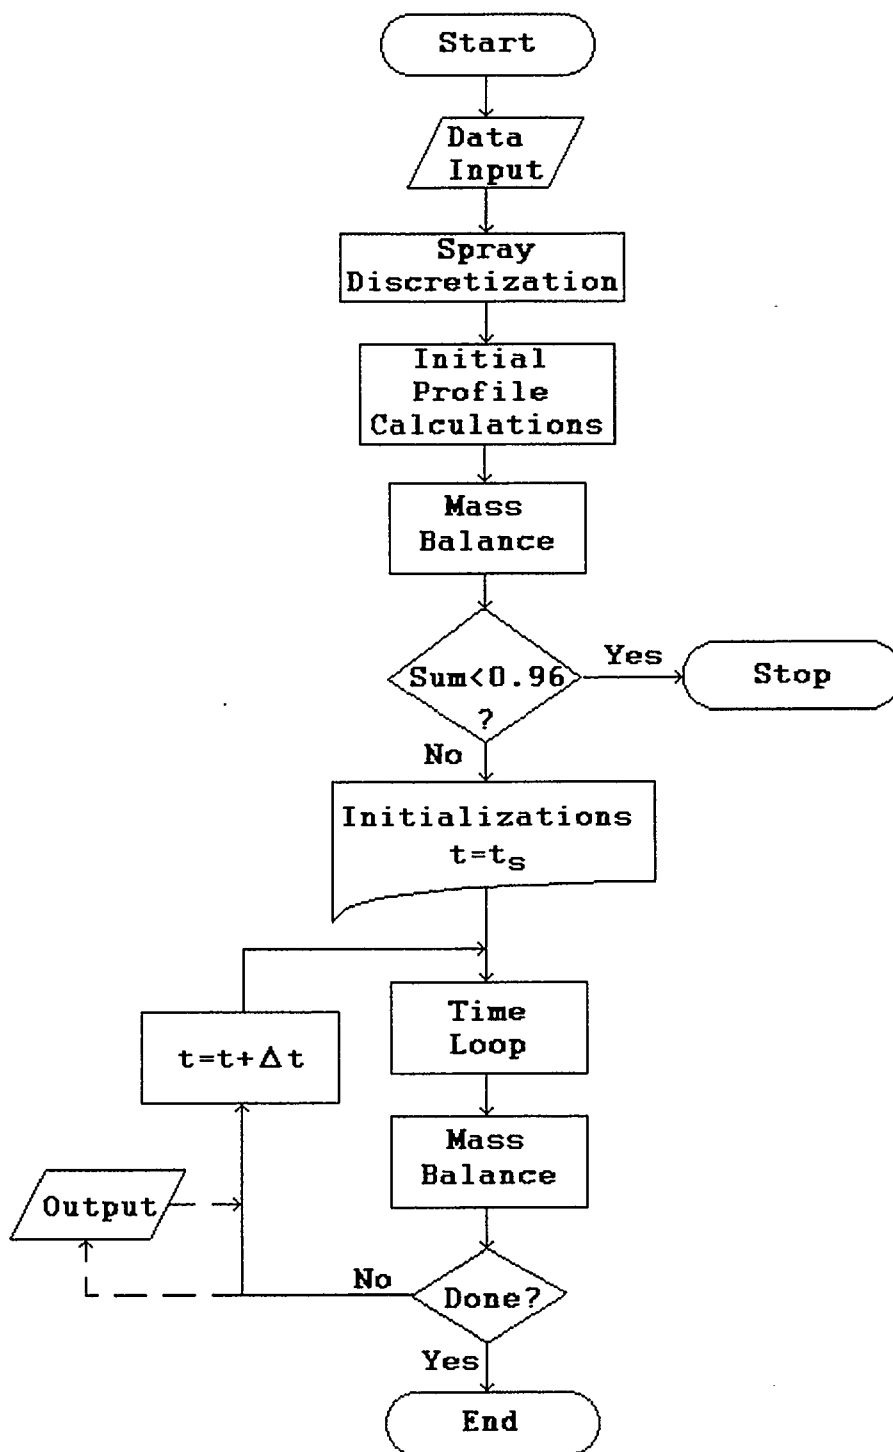 Start
Data
Input
Spray
Discretization
Initial
Profile
Calculations
Mass
Balance
Sum<0.96
?
Yes
Stop
No
Initializations
t=ts
Time
Loop
t=t+Δt
Mass
Balance
Output
No
Done?
Yes
End